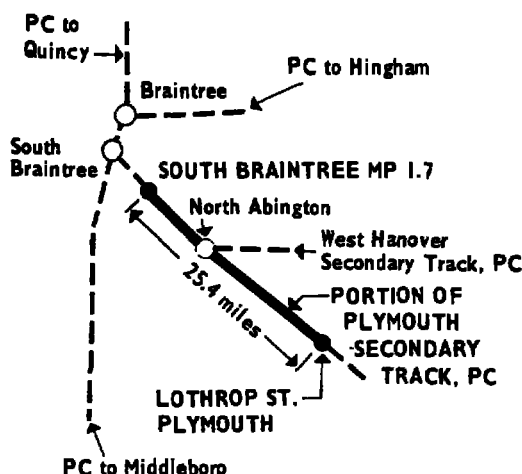 PC to
Quincy
PC to Hingham
Braintree
South
Braintree
SOUTH BRAINTREE MP 1.7
North Abington
West Hanover
Secondary Track, PC
25.4 miles
PORTION OF
PLYMOUTH
SECONDARY
TRACK, PC
LOTHROP ST.
PLYMOUTH
PC to Middleboro